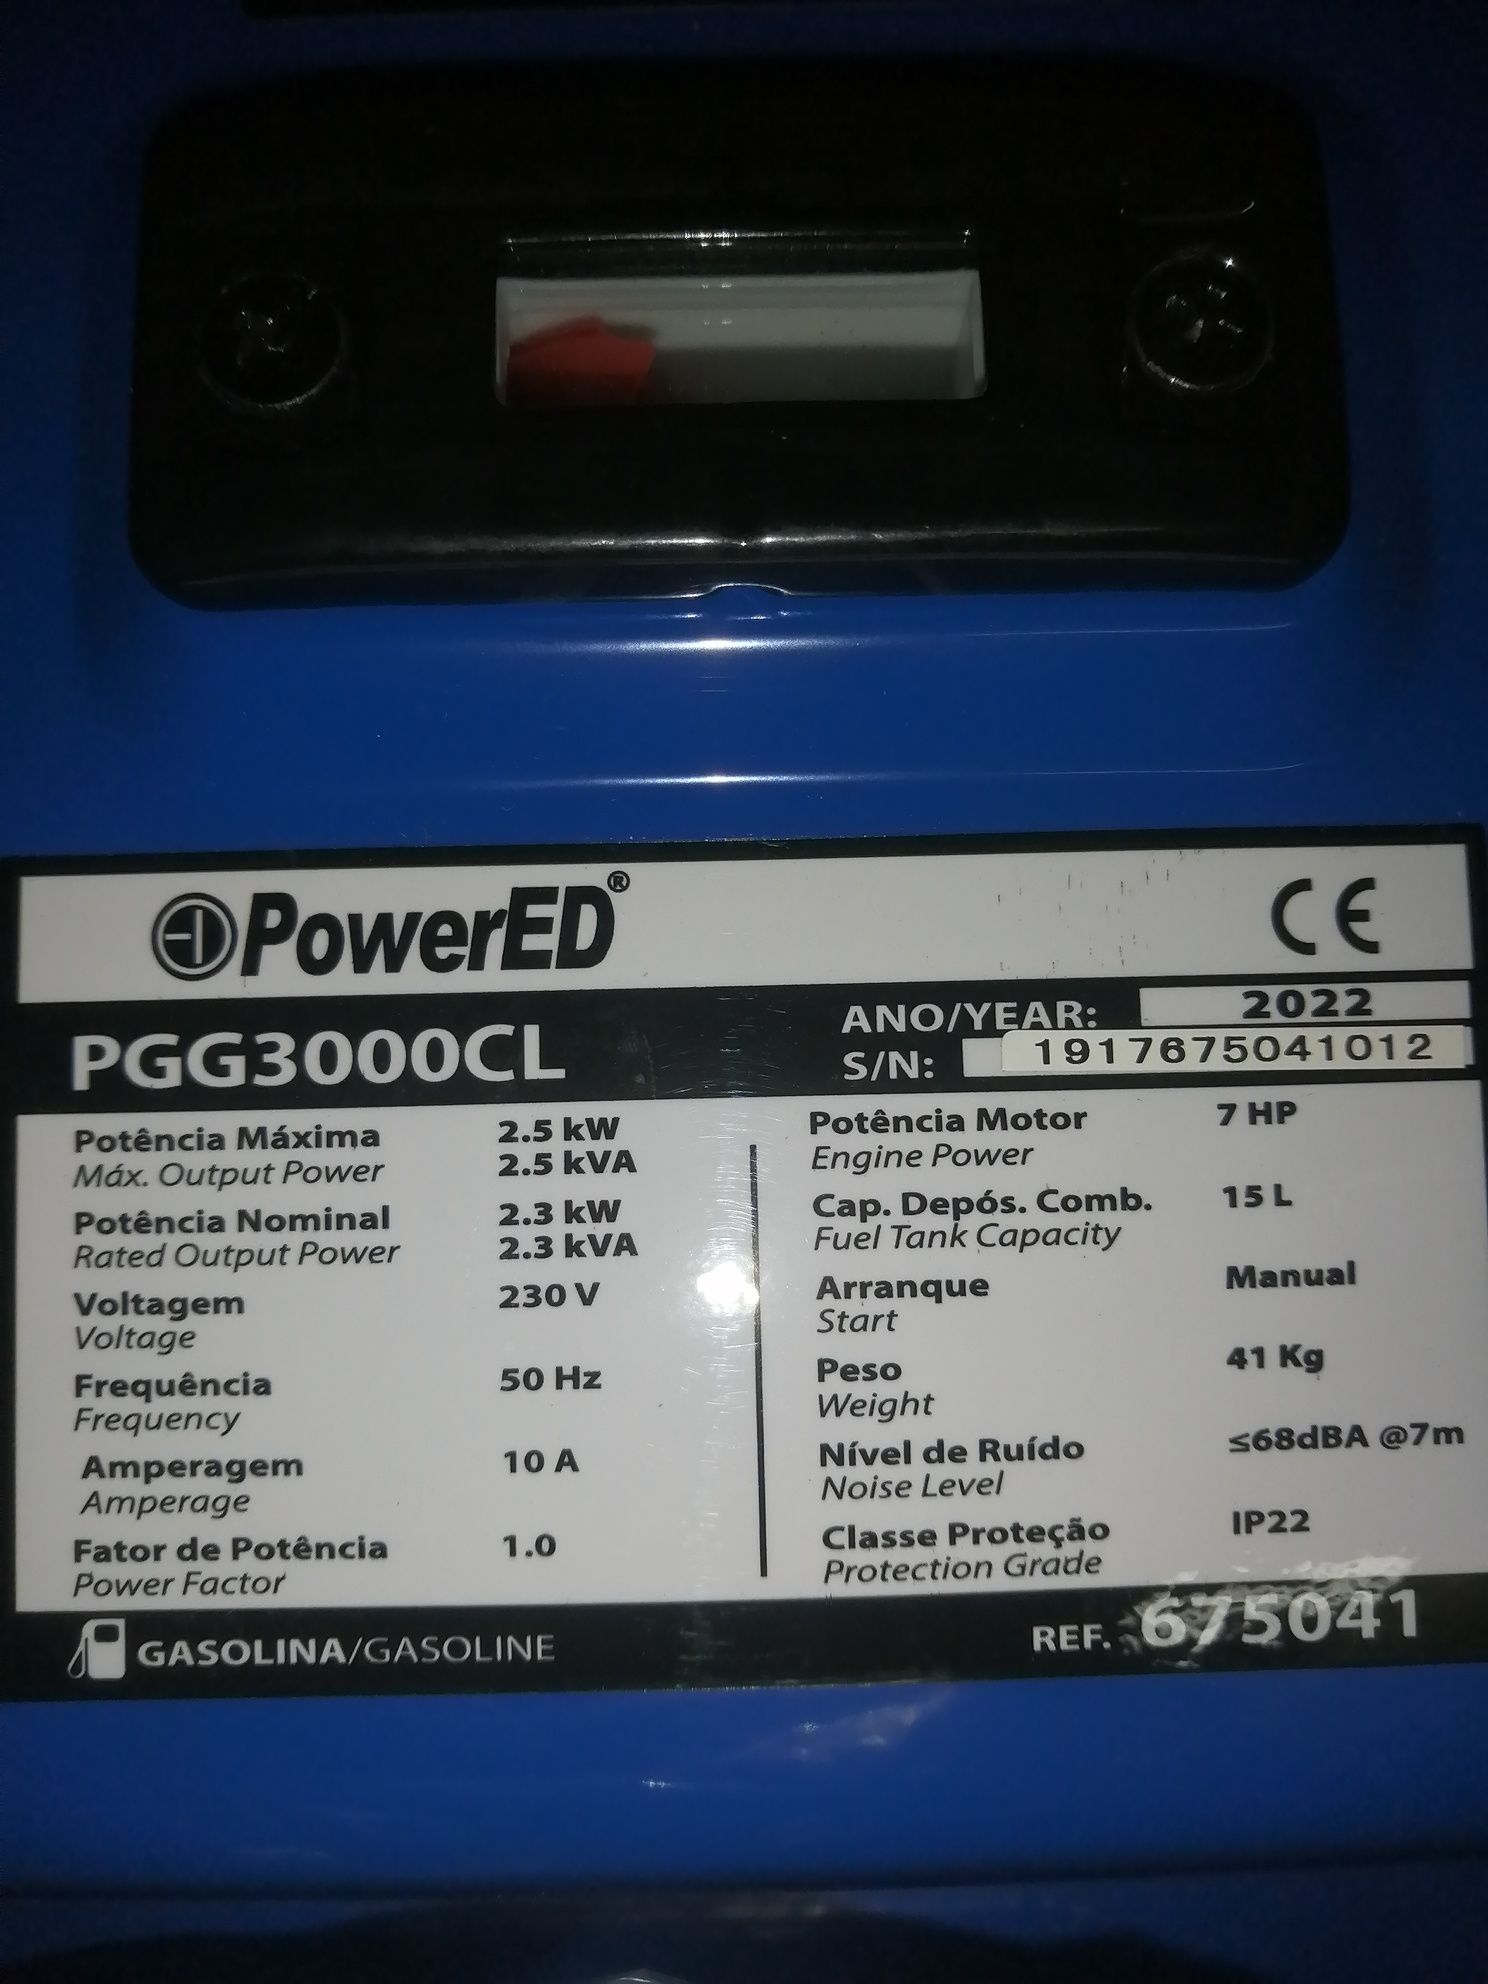 PowerED®
CE
PGG3000CL
ANO/YEAR: 2022
S/N: 1917675041012
Potência Máxima 2.5 kW
Máx. Output Power 2.5 kVA
Potência Nominal 2.3 kW
Rated Output Power 2.3 kVA
Voltagem 230 V
Voltage
Frequência 50 Hz
Frequency
Amperagem 10 A
Amperage
Fator de Potência 1.0
Power Factor
Potência Motor 7 HP
Engine Power
Cap. Depós. Comb. 15 L
Fuel Tank Capacity
Arranque Manual
Start
Peso 41 Kg
Weight
Nível de Ruído ≤68dBA @7m
Noise Level
Classe Proteção IP22
Protection Grade
GASOLINA/GASOLINE
REF. 675041